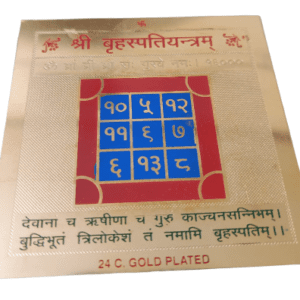 श्री बृहस्पतियन्त्रम्
१० ५ १२
११ ९ ७
६ १३ ८
देवाना च ऋषीणा च गुरु काञ्चनसन्निभम्।
बुद्धिभूतं त्रिलोकेशं तं नमामि बृहस्पतिम्।।
24 C. GOLD PLATED